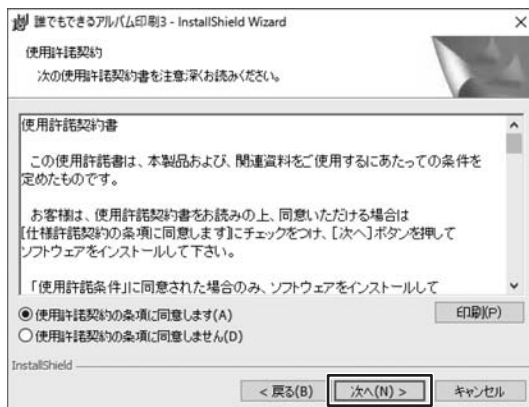 誰でもできるアルバム印刷3 - InstallShield Wizard
使用許諾契約
次の使用許諾契約書を注意深くお読みください。
使用許諾契約書
この使用許諾書は、本製品および、関連資料をご使用するにあたっての条件を
定めたものです。
お客様は、使用許諾契約書をお読みの上、同意いただける場合は
[仕様許諾契約の条項に同意します]にチェックをつけ、[次へ]ボタンを押して
ソフトウェアをインストールして下さい。
「使用許諾条件」に同意された場合のみ、ソフトウェアをインストールして
使用許諾契約の条項に同意します(A)
印刷(P)
使用許諾契約の条項に同意しません(D)
InstallShield
< 戻る(B)
次へ(N) >
キャンセル